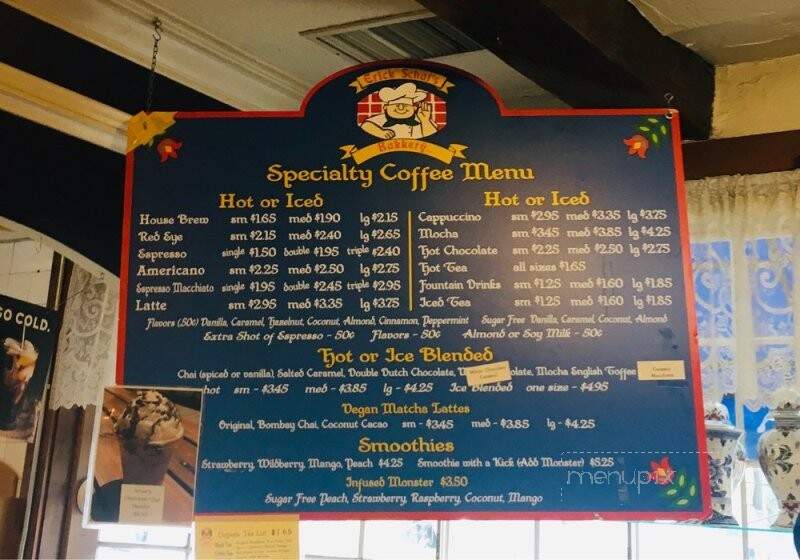 Erick Schat's
Bakkerÿ
Specialty Coffee Menu
Hot or Iced
House Brew sm $1.65 med $1.90 lg $2.15
Red Eye sm $2.15 med $2.40 lg $2.65
Espresso single $1.50 double $1.95 triple $2.40
Americano sm $2.25 med $2.50 lg $2.75
Espresso Macchiato single $1.95 double $2.45 triple $2.95
Latte sm $2.95 med $3.35 lg $3.75
Hot or Iced
Cappuccino sm $2.95 med $3.35 lg $3.75
Mocha sm $3.45 med $3.85 lg $4.25
Hot Chocolate sm $2.25 med $2.50 lg $2.75
Hot Tea all sizes $1.65
Fountain Drinks sm $1.25 med $1.60 lg $1.85
Iced Tea sm $1.25 med $1.60 lg $1.85
Flavors (.50¢) Vanilla, Caramel, Hazelnut, Coconut, Almond, Cinnamon, Peppermint Sugar Free Vanilla, Caramel, Coconut, Almond
Extra Shot of Espresso - 50¢ Flavors - 50¢ Almond or Soy Milk - 50¢
Hot or Ice Blended
Chai (spiced or vanilla), Salted Caramel, Double Dutch Chocolate, Mocha English Toffee
hot sm - $3.45 med - $3.85 lg - $4.25 Ice Blended one size - $4.95
Vegan Matcha Lattes
Original, Bombay Chai, Coconut Cacao sm - $3.45 med - $3.85 lg - $4.25
Smoothies
Strawberry, Wildberry, Mango, Peach $4.25 Smoothie with a Kick (Add Monster) $5.25
Infused Monster $3.50
Sugar Free Peach, Strawberry, Raspberry, Coconut, Mango
GO COLD.
menupix